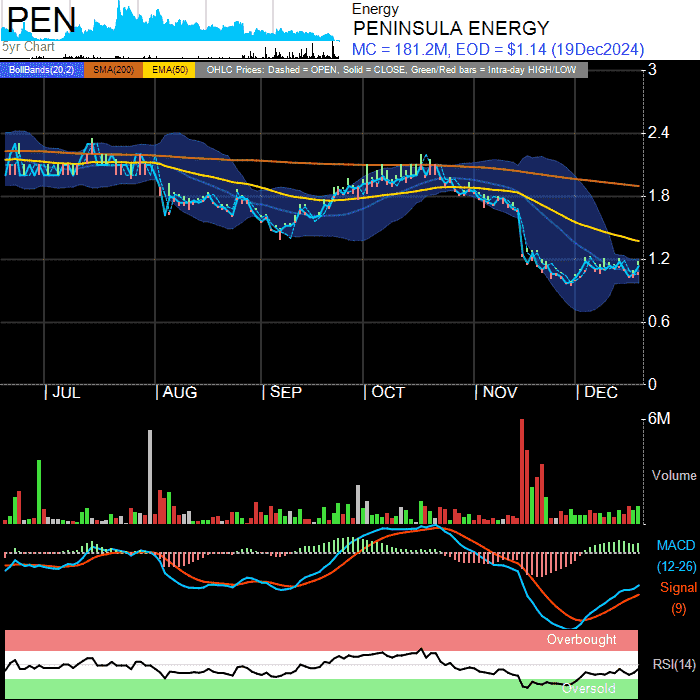 PEN
5yr Chart
Energy
PENINSULA ENERGY
MC = 181.2M, EOD = $1.14 (19Dec2024)
BollBands(20,2) SMA(200) EMA(50) OHLC Prices: Dashed = OPEN, Solid = CLOSE, Green/Red bars = Intra-day HIGH/LOW
3
2.4
1.8
1.2
0.6
0
| JUL | AUG | SEP | OCT | NOV | DEC
6M
Volume
MACD
(12-26)
Signal
(9)
Overbought
RSI(14)
Oversold